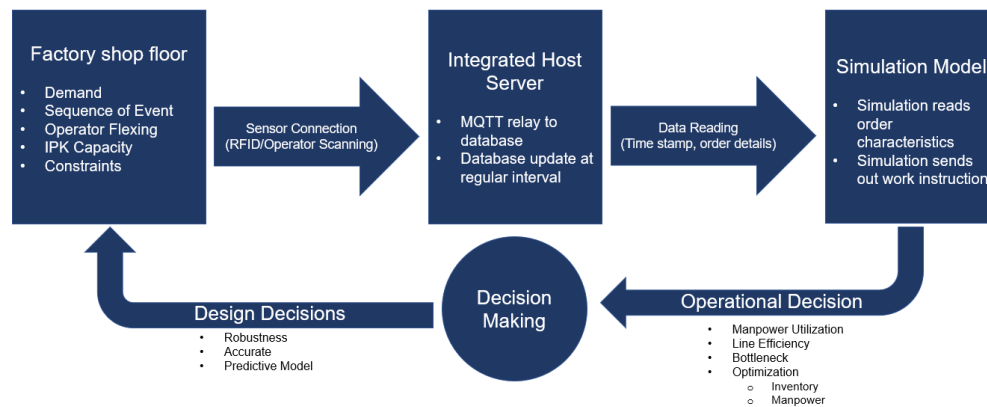 Factory shop floor
• Demand
• Sequence of Event
• Operator Flexing
• IPK Capacity
• Constraints
Sensor Connection
(RFID/Operator Scanning)
Integrated Host
Server
• MQTT relay to
database
• Database update at
regular interval
Data Reading
(Time stamp, order details)
Simulation Model
• Simulation reads
order
characteristics
• Simulation sends
out work instruction
Operational Decision
• Manpower Utilization
• Line Efficiency
• Bottleneck
• Optimization
o Inventory
o Manpower
Decision
Making
Design Decisions
• Robustness
• Accurate
• Predictive Model